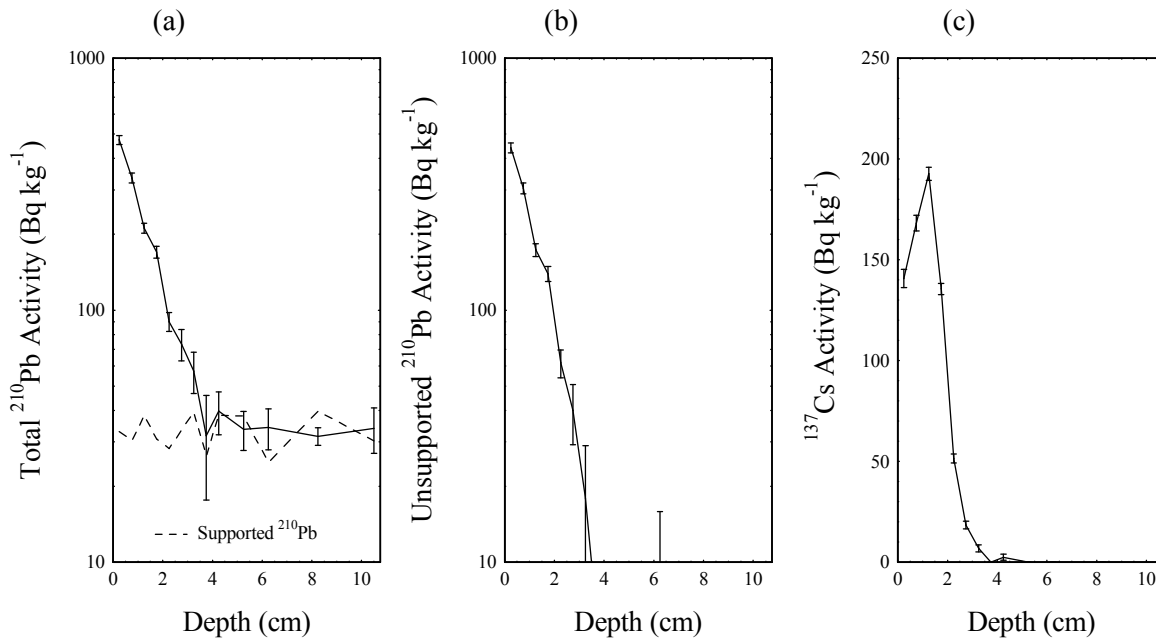 (a)
Total ²¹⁰Pb Activity (Bq kg⁻¹)
1000
100
10
0 2 4 6 8 10
Depth (cm)
Supported ²¹⁰Pb
(b)
Unsupported ²¹⁰Pb Activity (Bq kg⁻¹)
1000
100
10
0 2 4 6 8 10
Depth (cm)
(c)
¹³⁷Cs Activity (Bq kg⁻¹)
250
200
150
100
50
0
0 2 4 6 8 10
Depth (cm)